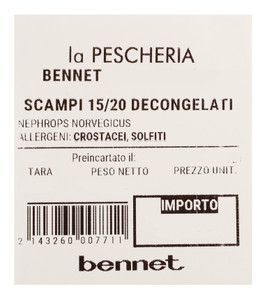 la PESCHERIA
BENNET
SCAMPI 15/20 DECONGELATI
NEPHROPS NORVEGICUS
ALLERGENI: CROSTACEI, SOLFITI
Preincartato il:
TARA PESO NETTO PREZZO UNIT.
IMPORTO
2 143260 007711
bennet